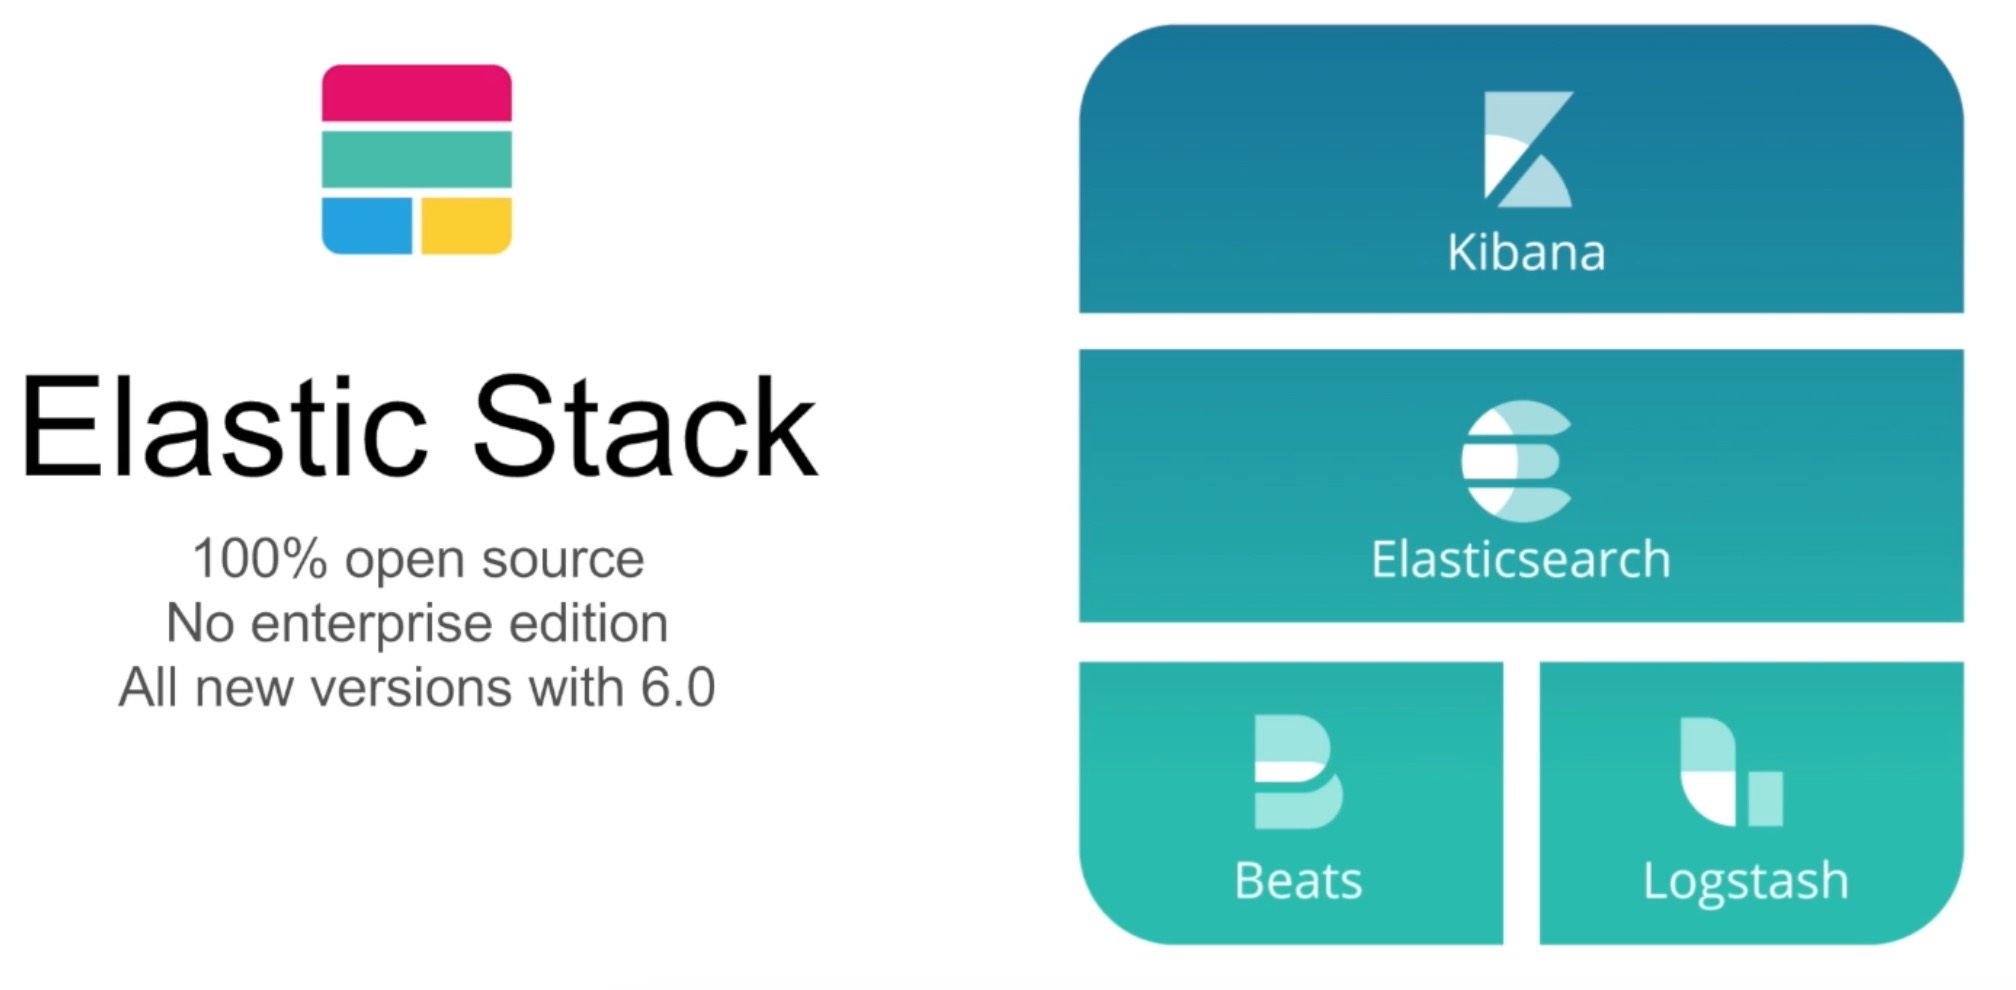 Elastic Stack
100% open source
No enterprise edition
All new versions with 6.0
Kibana
Elasticsearch
Beats
Logstash